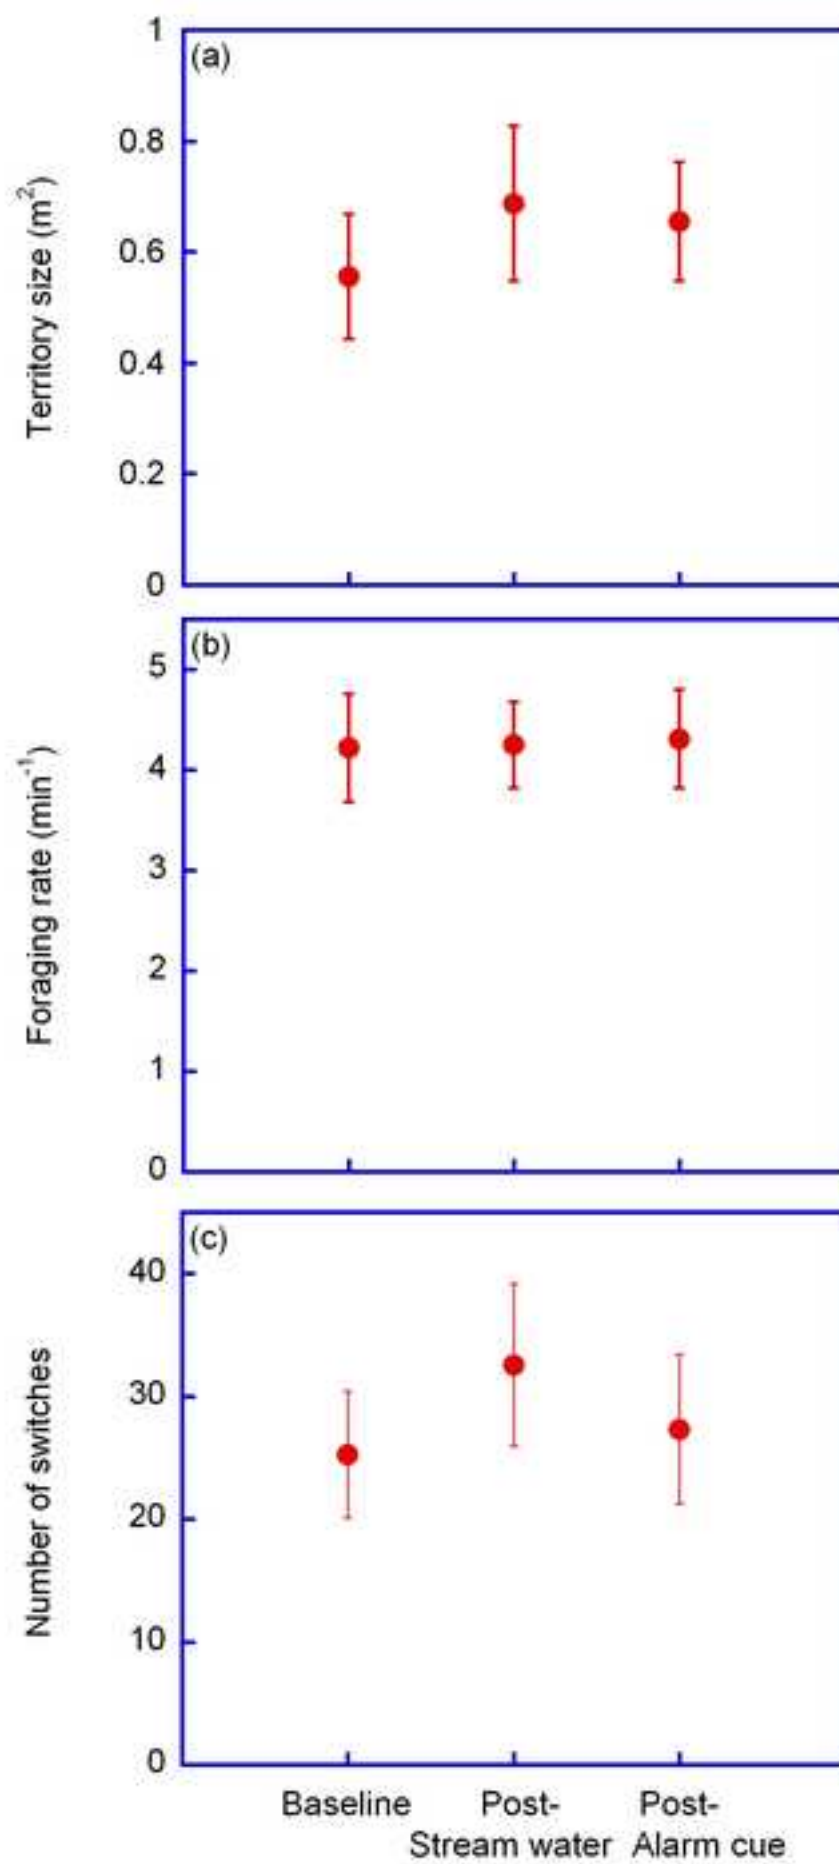 (a)
1
0.8
0.6
0.4
0.2
0
Territory size (m²)
(b)
5
4
3
2
1
0
Foraging rate (min⁻¹)
(c)
40
30
20
10
0
Number of switches
Baseline Post- Post-
Stream water Alarm cue